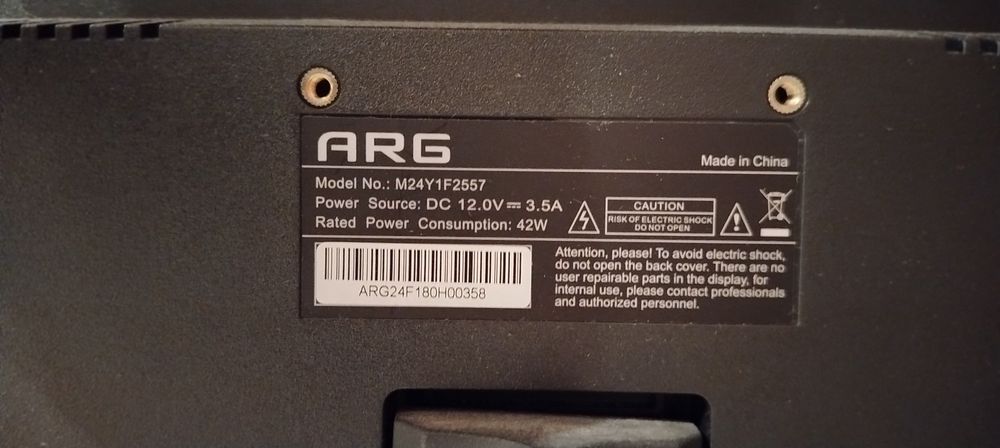 ARG
Made in China
Model No.: M24Y1F2557
Power Source: DC 12.0V⎓3.5A
Rated Power Consumption: 42W
CAUTION
RISK OF ELECTRIC SHOCK
DO NOT OPEN
ARG24F180H00358
Attention, please! To avoid electric shock,
do not open the back cover. There are no
user repairable parts in the display, for
internal use, please contact professionals
and authorized personnel.